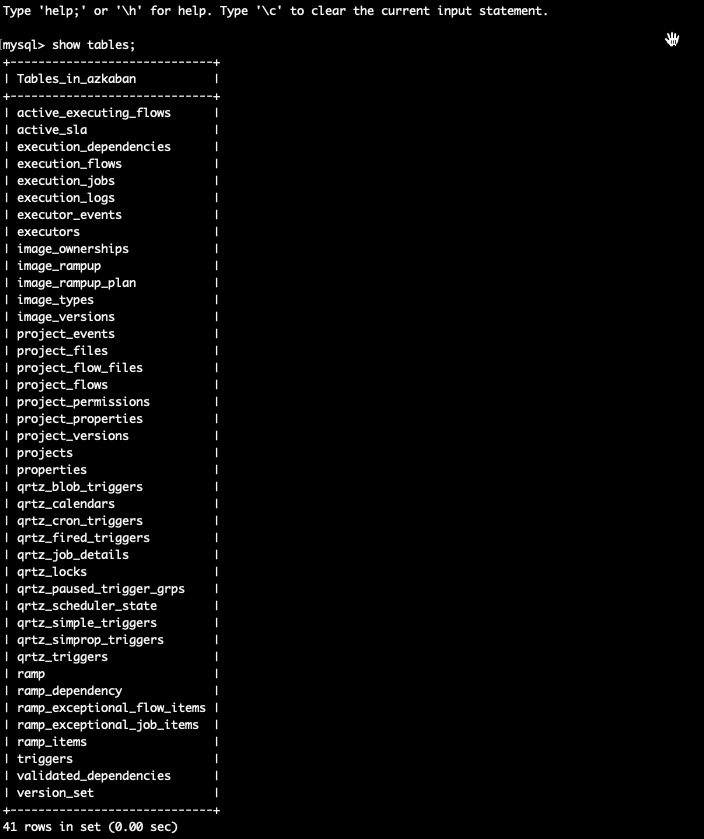 Type 'help;' or '\h' for help. Type '\c' to clear the current input statement.
[mysql> show tables;
+----------------------------+
| Tables_in_azkaban          |
+----------------------------+
| active_executing_flows     |
| active_sla                 |
| execution_dependencies     |
| execution_flows            |
| execution_jobs             |
| execution_logs             |
| executor_events            |
| executors                  |
| image_ownerships           |
| image_rampup               |
| image_rampup_plan          |
| image_types                |
| image_versions             |
| project_events             |
| project_files              |
| project_flow_files         |
| project_flows              |
| project_permissions        |
| project_properties         |
| project_versions           |
| projects                   |
| properties                 |
| qrtz_blob_triggers         |
| qrtz_calendars             |
| qrtz_cron_triggers         |
| qrtz_fired_triggers        |
| qrtz_job_details           |
| qrtz_locks                 |
| qrtz_paused_trigger_grps   |
| qrtz_scheduler_state       |
| qrtz_simple_triggers       |
| qrtz_simprop_triggers      |
| qrtz_triggers              |
| ramp                       |
| ramp_dependency            |
| ramp_exceptional_flow_items |
| ramp_exceptional_job_items |
| ramp_items                 |
| triggers                   |
| validated_dependencies     |
| version_set                |
+----------------------------+
41 rows in set (0.00 sec)